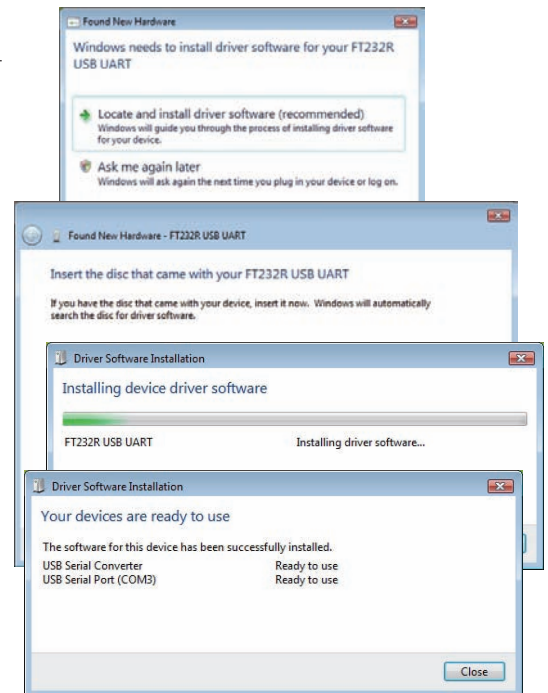 Found New Hardware
Windows needs to install driver software for your FT232R
USB UART
Locate and install driver software (recommended)
Windows will guide you through the process of installing driver software
for your device.
Ask me again later
Windows will ask again the next time you plug in your device or log on.
Found New Hardware - FT232R USB UART
Insert the disc that came with your FT232R USB UART
If you have the disc that came with your device, insert it now. Windows will automatically
search the disc for driver software.
Driver Software Installation
Installing device driver software
FT232R USB UART Installing driver software...
Driver Software Installation
Your devices are ready to use
The software for this device has been successfully installed.
USB Serial Converter Ready to use
USB Serial Port (COM3) Ready to use
Close